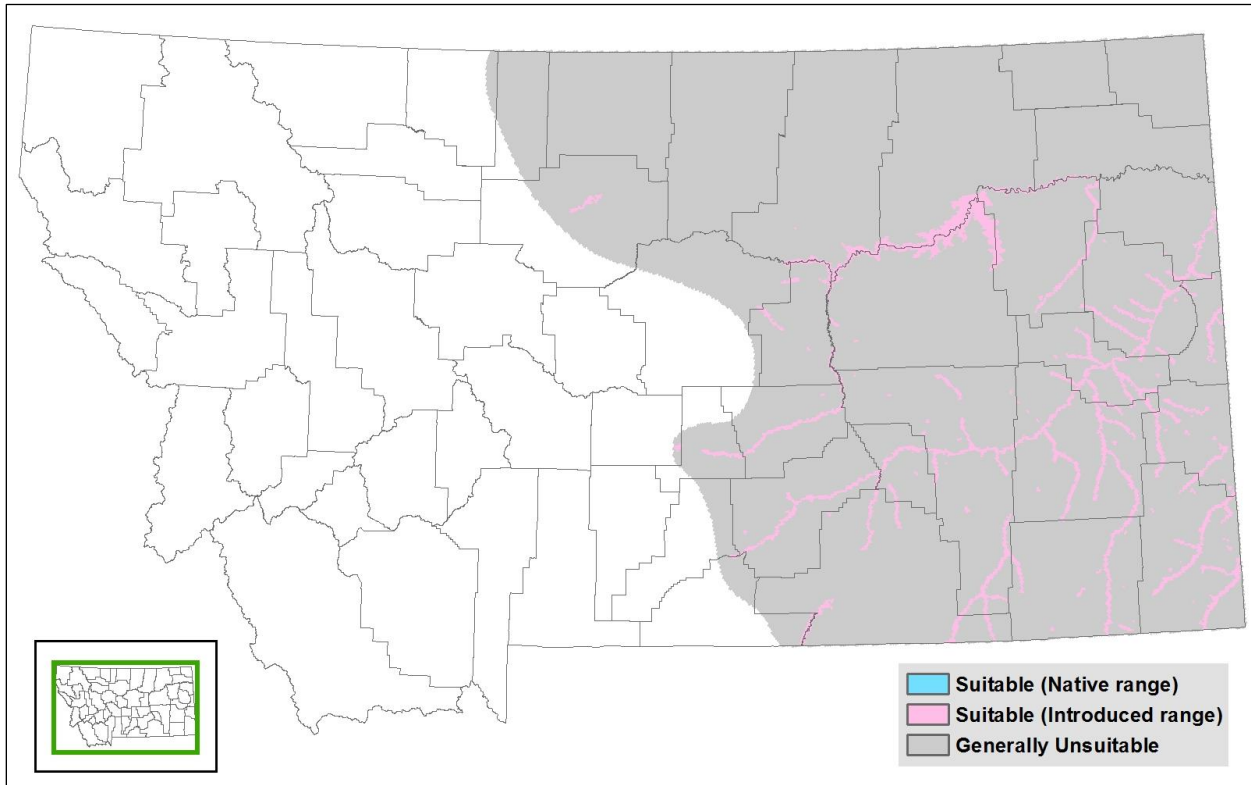 Suitable (Native range)
Suitable (Introduced range)
Generally Unsuitable